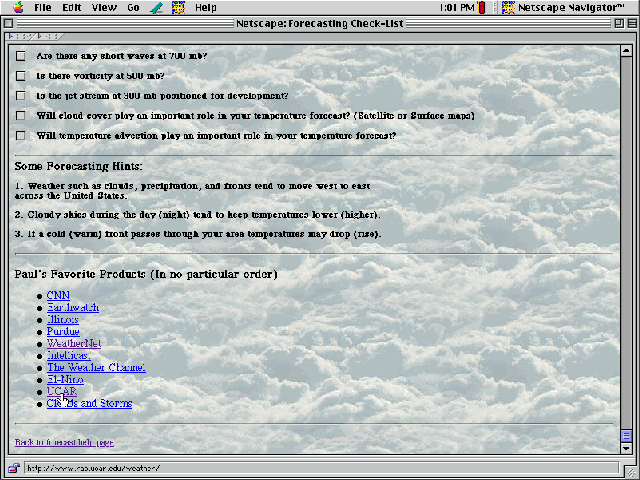 File Edit View Go Help 1:01 PM Netscape Navigator™
Netscape: Forecasting Check-List
Are there any short waves at 700 mb?
Is there vorticity at 500 mb?
Is the jet stream at 300 mb positioned for development?
Will cloud cover play an important role in your temperature forecast? (Satellite or Surface maps)
Will temperature advection play an important role in your temperature forecast?
Some Forecasting Hints:
1. Weather such as clouds, precipitation, and fronts tend to move west to east
across the United States.
2. Cloudy skies during the day (night) tend to keep temperatures lower (higher).
3. If a cold (warm) front passes through your area temperatures may drop (rise).
Paul's Favorite Products (In no particular order)
CNN
Earthwatch
Illinois
Purdue
WeatherNet
Intellicast
The Weather Channel
El-Nino
UCAR
Clouds and Storms
Back to forecast help page
http://www.rap.ucar.edu/weather/